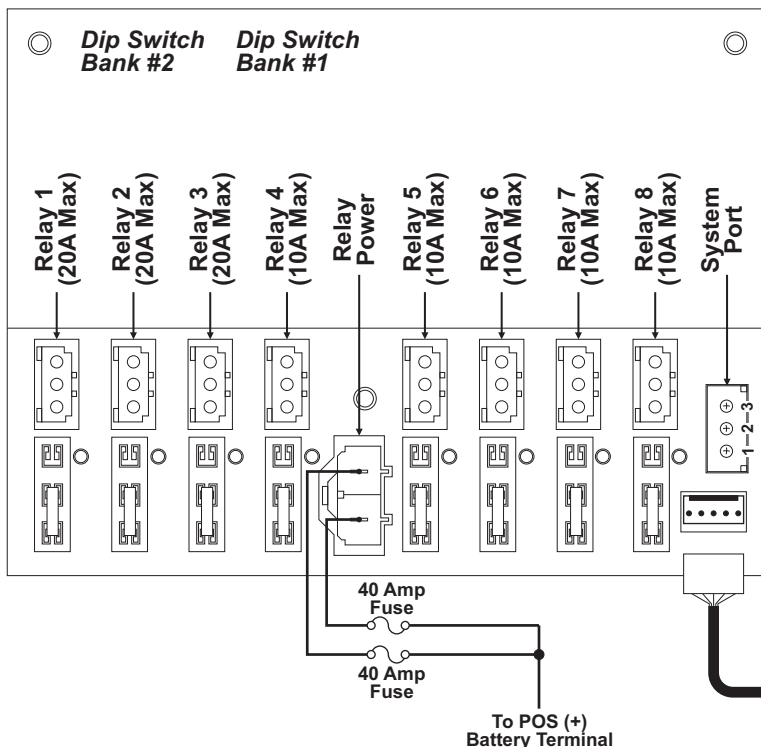 Dip Switch
Bank #2
Dip Switch
Bank #1
Relay 1
(20A Max)
Relay 2
(20A Max)
Relay 3
(20A Max)
Relay 4
(10A Max)
Relay
Power
Relay 5
(10A Max)
Relay 6
(10A Max)
Relay 7
(10A Max)
Relay 8
(10A Max)
System
Port
1–2–3
40 Amp
Fuse
40 Amp
Fuse
To POS (+)
Battery Terminal